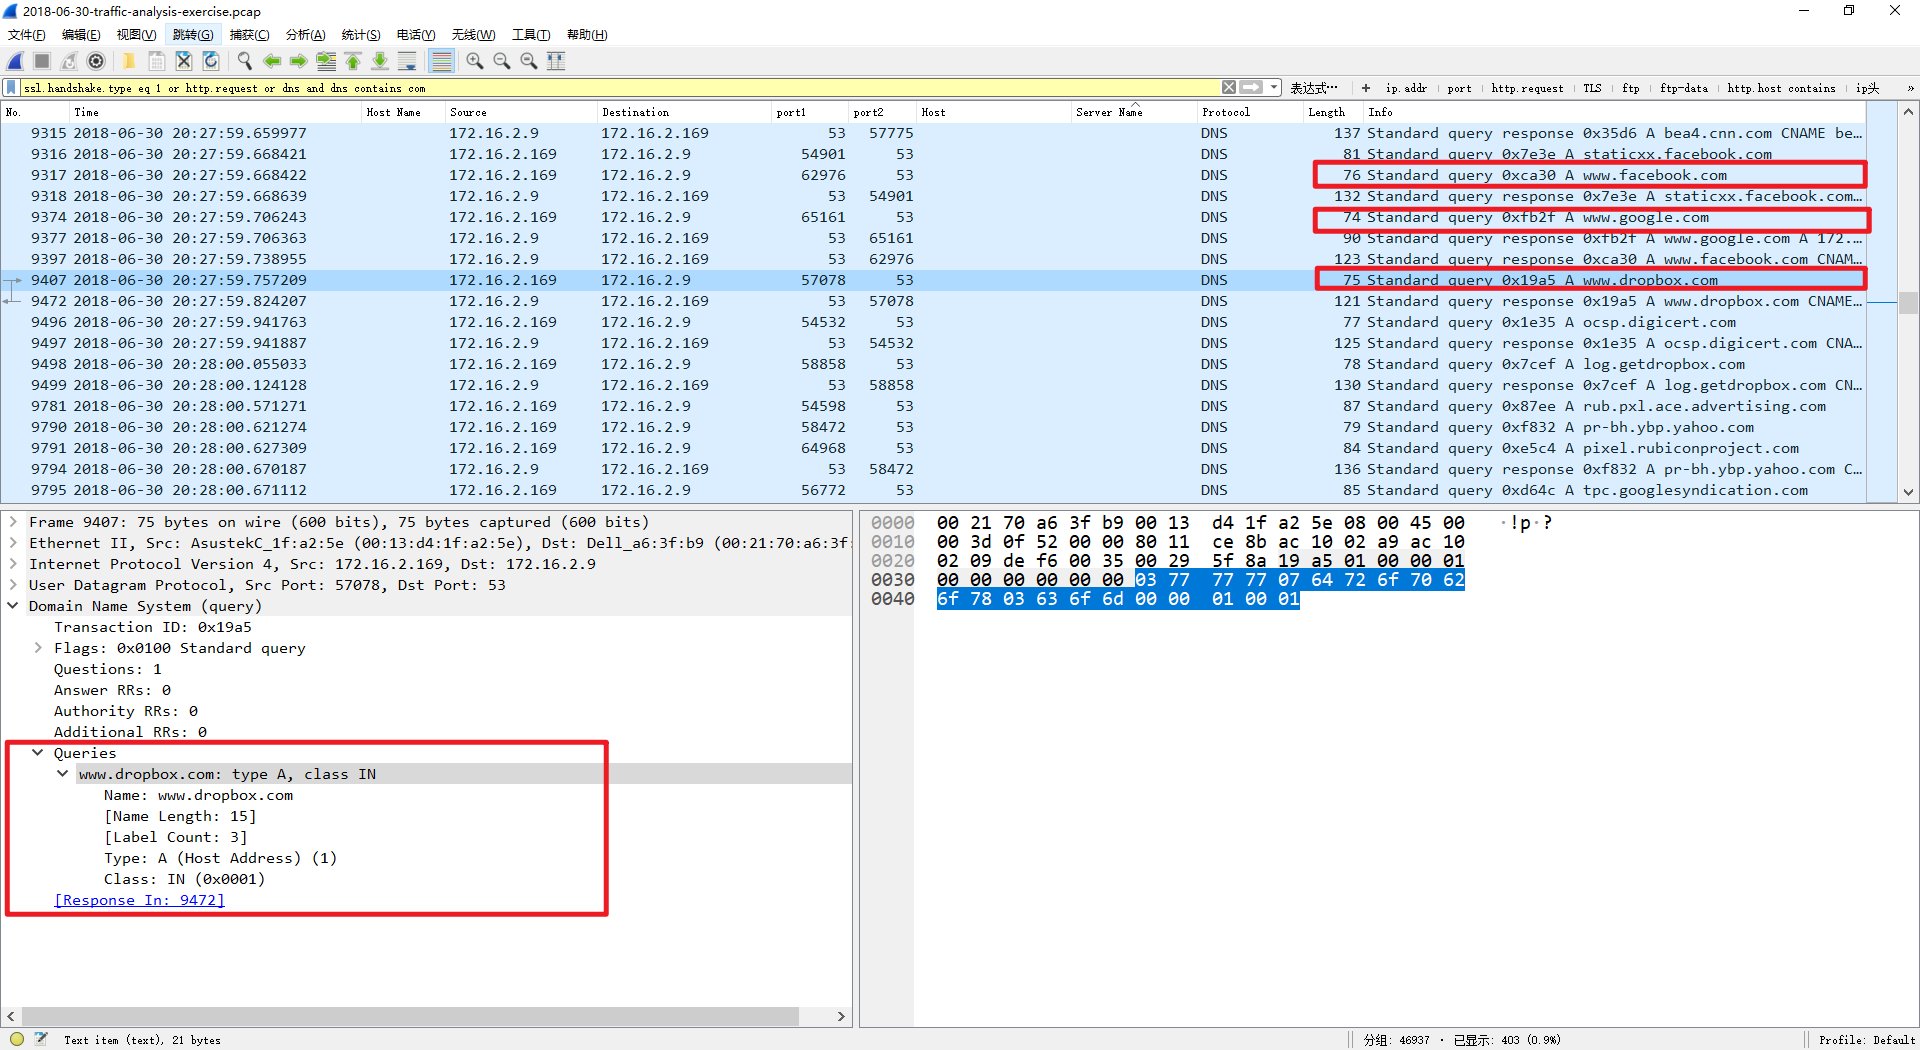 2018-06-30-traffic-analysis-exercise.pcap
文件(F) 编辑(E) 视图(V) 跳转(G) 捕获(C) 分析(A) 统计(S) 电话(Y) 无线(W) 工具(T) 帮助(H)
ssl.handshake.type eq 1 or http.request or dns and dns contains com 表达式… + ip.addr port http.request TLS ftp ftp-data http.host contains ip头 »
No. Time Host Name Source Destination port1 port2 Host Server Name Protocol Length Info
9315 2018-06-30 20:27:59.659977 172.16.2.9 172.16.2.169 53 57775 DNS 137 Standard query response 0x35d6 A bea4.cnn.com CNAME be…
9316 2018-06-30 20:27:59.668421 172.16.2.169 172.16.2.9 54901 53 DNS 81 Standard query 0x7e3e A staticxx.facebook.com
9317 2018-06-30 20:27:59.668422 172.16.2.169 172.16.2.9 62976 53 DNS 76 Standard query 0xca30 A www.facebook.com
9318 2018-06-30 20:27:59.668639 172.16.2.9 172.16.2.169 53 54901 DNS 132 Standard query response 0x7e3e A staticxx.facebook.com…
9374 2018-06-30 20:27:59.706243 172.16.2.169 172.16.2.9 65161 53 DNS 74 Standard query 0xfb2f A www.google.com
9377 2018-06-30 20:27:59.706363 172.16.2.9 172.16.2.169 53 65161 DNS 90 Standard query response 0xfb2f A www.google.com A 172.…
9397 2018-06-30 20:27:59.738955 172.16.2.9 172.16.2.169 53 62976 DNS 123 Standard query response 0xca30 A www.facebook.com CNAM…
9407 2018-06-30 20:27:59.757209 172.16.2.169 172.16.2.9 57078 53 DNS 75 Standard query 0x19a5 A www.dropbox.com
9472 2018-06-30 20:27:59.824207 172.16.2.9 172.16.2.169 53 57078 DNS 121 Standard query response 0x19a5 A www.dropbox.com CNAME…
9496 2018-06-30 20:27:59.941763 172.16.2.169 172.16.2.9 54532 53 DNS 77 Standard query 0x1e35 A ocsp.digicert.com
9497 2018-06-30 20:27:59.941887 172.16.2.9 172.16.2.169 53 54532 DNS 125 Standard query response 0x1e35 A ocsp.digicert.com CNA…
9498 2018-06-30 20:28:00.055033 172.16.2.169 172.16.2.9 58858 53 DNS 78 Standard query 0x7cef A log.getdropbox.com
9499 2018-06-30 20:28:00.124128 172.16.2.9 172.16.2.169 53 58858 DNS 130 Standard query response 0x7cef A log.getdropbox.com CN…
9781 2018-06-30 20:28:00.571271 172.16.2.169 172.16.2.9 54598 53 DNS 87 Standard query 0x87ee A rub.pxl.ace.advertising.com
9790 2018-06-30 20:28:00.621274 172.16.2.169 172.16.2.9 58472 53 DNS 79 Standard query 0xf832 A pr-bh.ybp.yahoo.com
9791 2018-06-30 20:28:00.627309 172.16.2.169 172.16.2.9 64968 53 DNS 84 Standard query 0xe5c4 A pixel.rubiconproject.com
9794 2018-06-30 20:28:00.670187 172.16.2.9 172.16.2.169 53 58472 DNS 136 Standard query response 0xf832 A pr-bh.ybp.yahoo.com C…
9795 2018-06-30 20:28:00.671112 172.16.2.169 172.16.2.9 56772 53 DNS 85 Standard query 0xd64c A tpc.googlesyndication.com
Frame 9407: 75 bytes on wire (600 bits), 75 bytes captured (600 bits)
Ethernet II, Src: AsustekC_1f:a2:5e (00:13:d4:1f:a2:5e), Dst: Dell_a6:3f:b9 (00:21:70:a6:3f:
Internet Protocol Version 4, Src: 172.16.2.169, Dst: 172.16.2.9
User Datagram Protocol, Src Port: 57078, Dst Port: 53
Domain Name System (query)
Transaction ID: 0x19a5
Flags: 0x0100 Standard query
Questions: 1
Answer RRs: 0
Authority RRs: 0
Additional RRs: 0
Queries
www.dropbox.com: type A, class IN
Name: www.dropbox.com
[Name Length: 15]
[Label Count: 3]
Type: A (Host Address) (1)
Class: IN (0x0001)
[Response In: 9472]
0000 00 21 70 a6 3f b9 00 13 d4 1f a2 5e 08 00 45 00 ·!p·?
0010 00 3d 0f 52 00 00 80 11 ce 8b ac 10 02 a9 ac 10
0020 02 09 de f6 00 35 00 29 5f 8a 19 a5 01 00 00 01
0030 00 00 00 00 00 00 03 77 77 77 07 64 72 6f 70 62
0040 6f 78 03 63 6f 6d 00 00 01 00 01
Text item (text), 21 bytes 分组: 46937 · 已显示: 403 (0.9%) Profile: Default